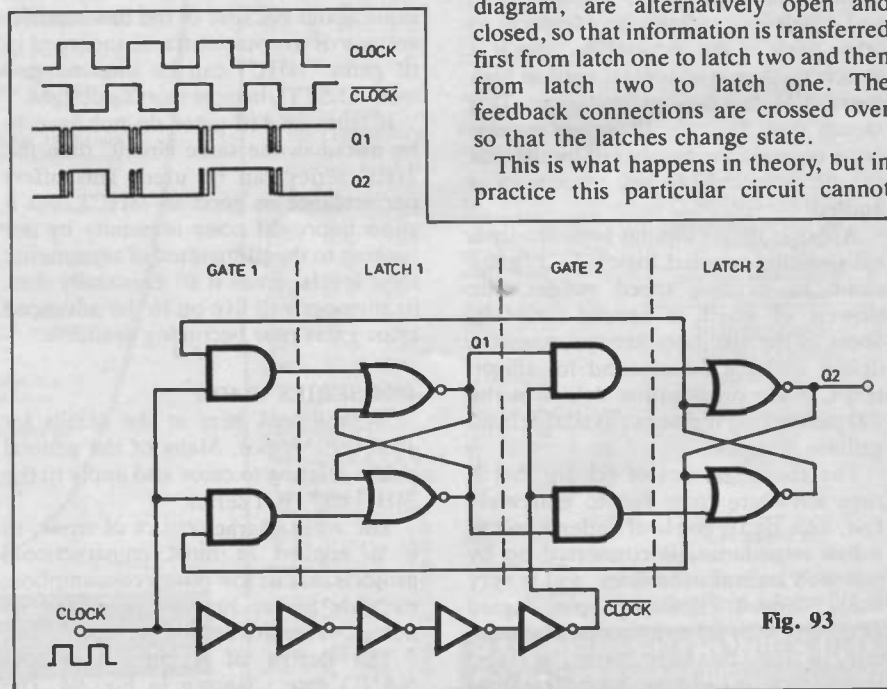 diagram, are alternatively open and
closed, so that information is transferred
first from latch one to latch two and then
from latch two to latch one. The
feedback connections are crossed over
so that the latches change state.
This is what happens in theory, but in
practice this particular circuit cannot
CLOCK
CLOCK
Q1
Q2
GATE 1
LATCH 1
GATE 2
LATCH 2
Q1
Q2
CLOCK
CLOCK
Fig. 93